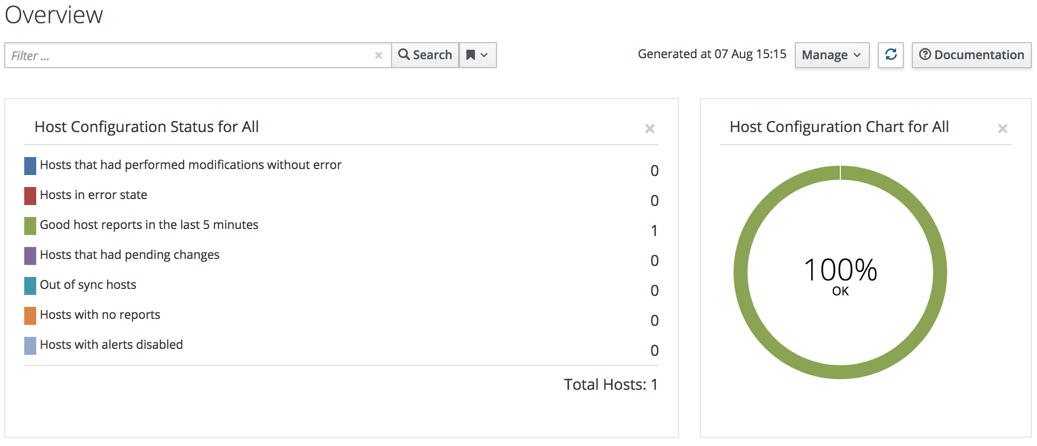 Overview
Filter ...
Search
Generated at 07 Aug 15:15
Manage
Documentation
Host Configuration Status for All
Hosts that had performed modifications without error 0
Hosts in error state 0
Good host reports in the last 5 minutes 1
Hosts that had pending changes 0
Out of sync hosts 0
Hosts with no reports 0
Hosts with alerts disabled 0
Total Hosts: 1
Host Configuration Chart for All
100%
OK